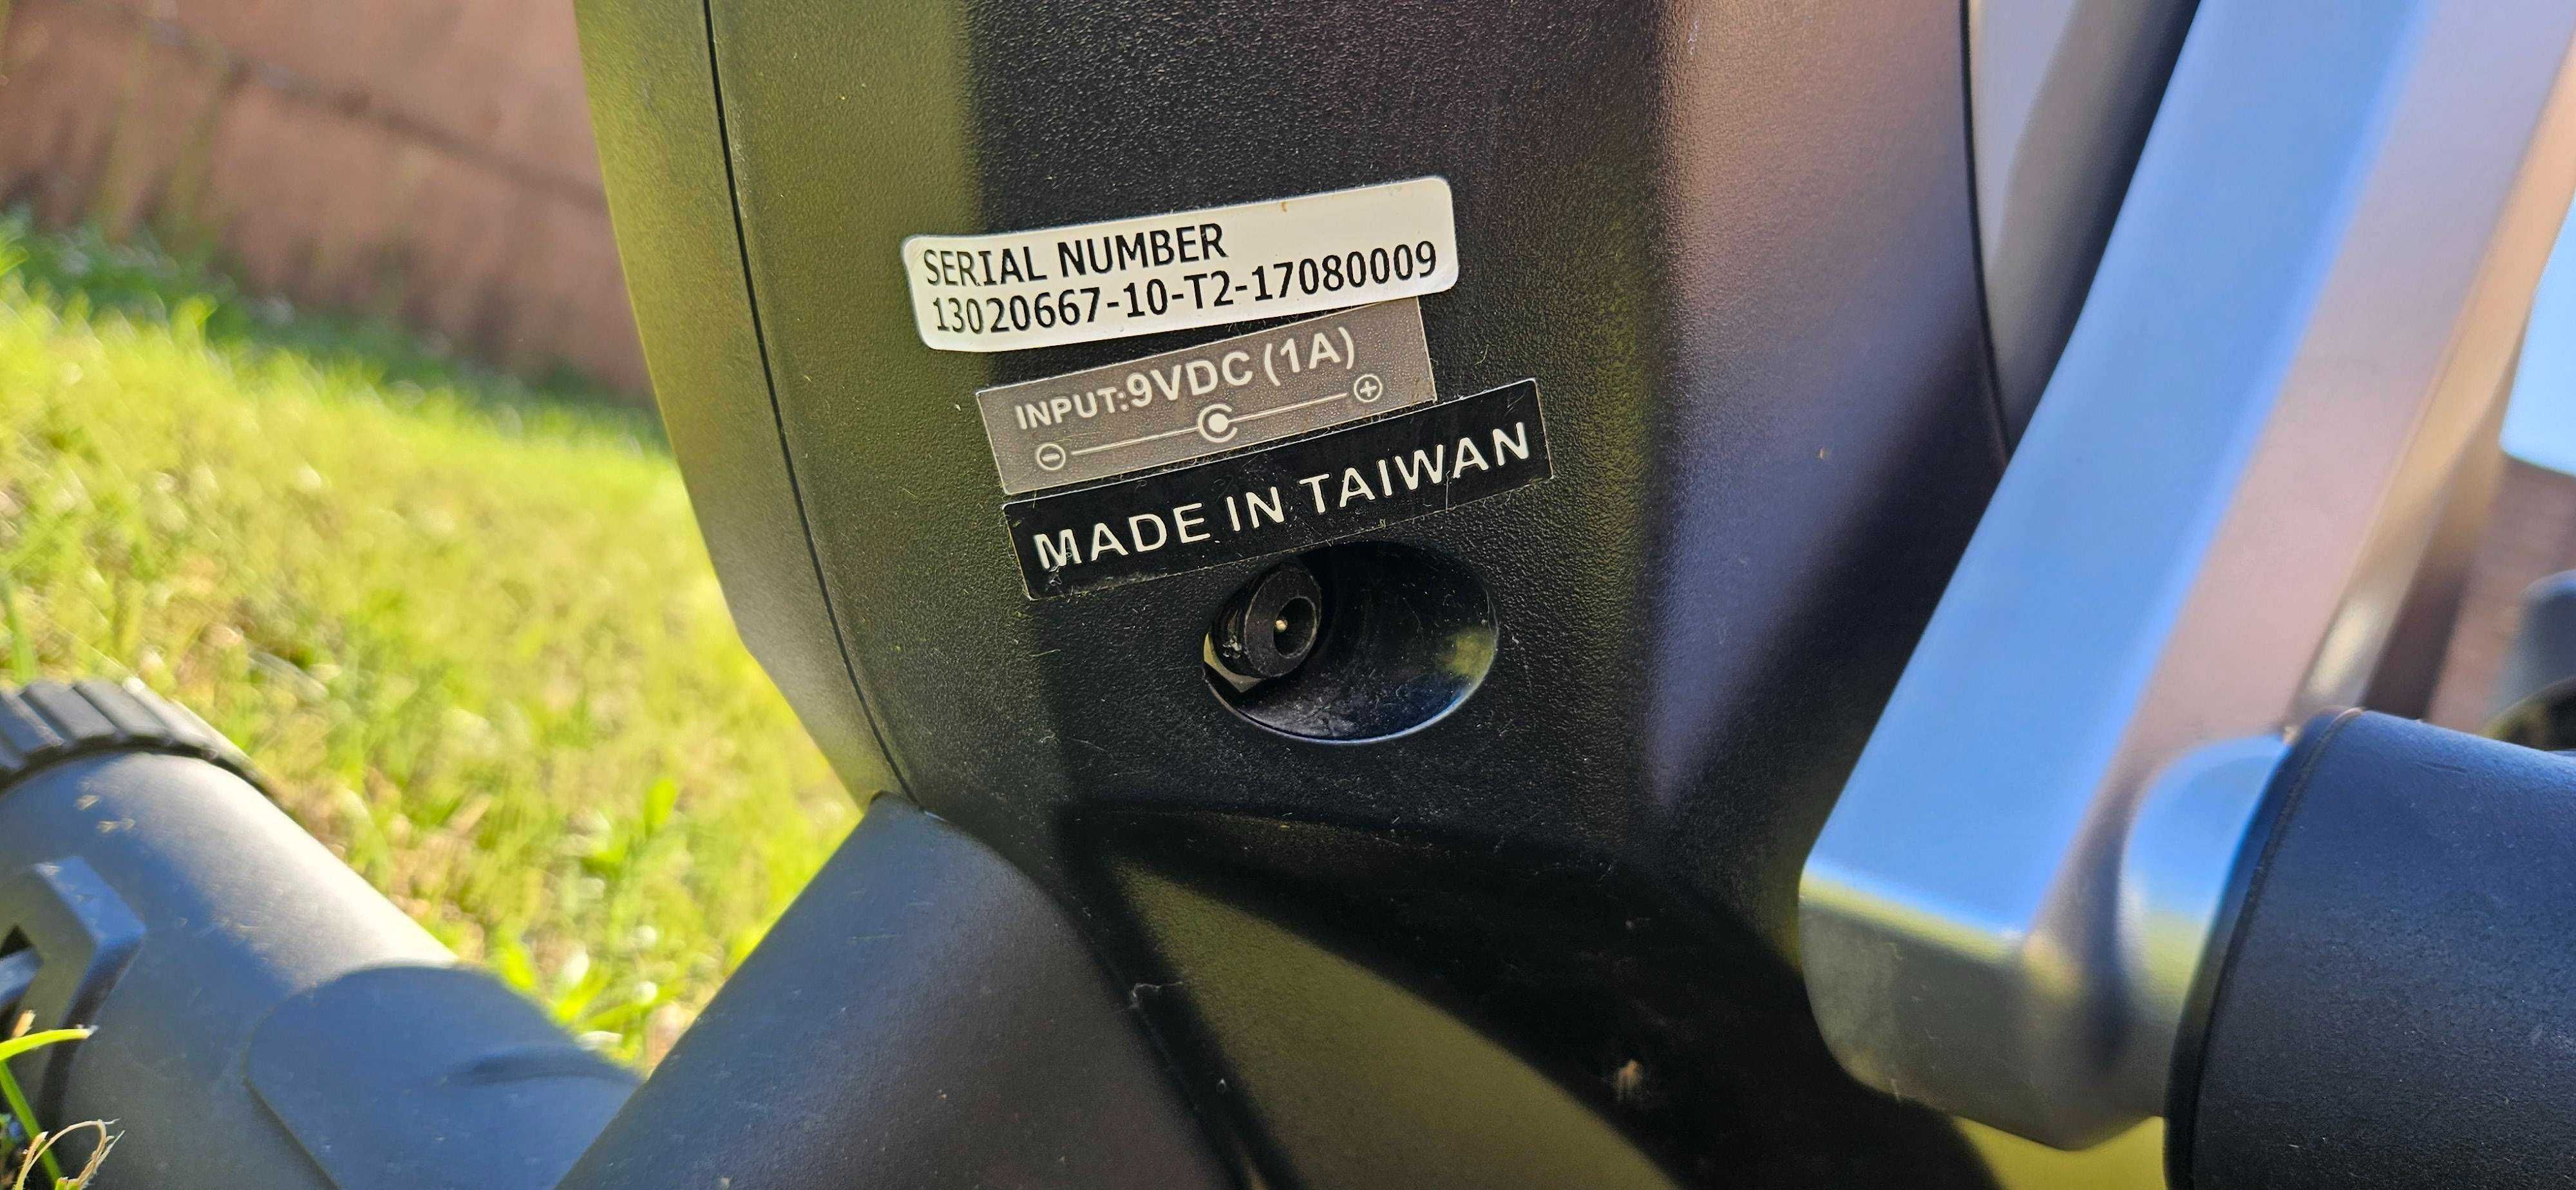 SERIAL NUMBER
13020667-10-T2-17080009
INPUT:9VDC (1A)
MADE IN TAIWAN